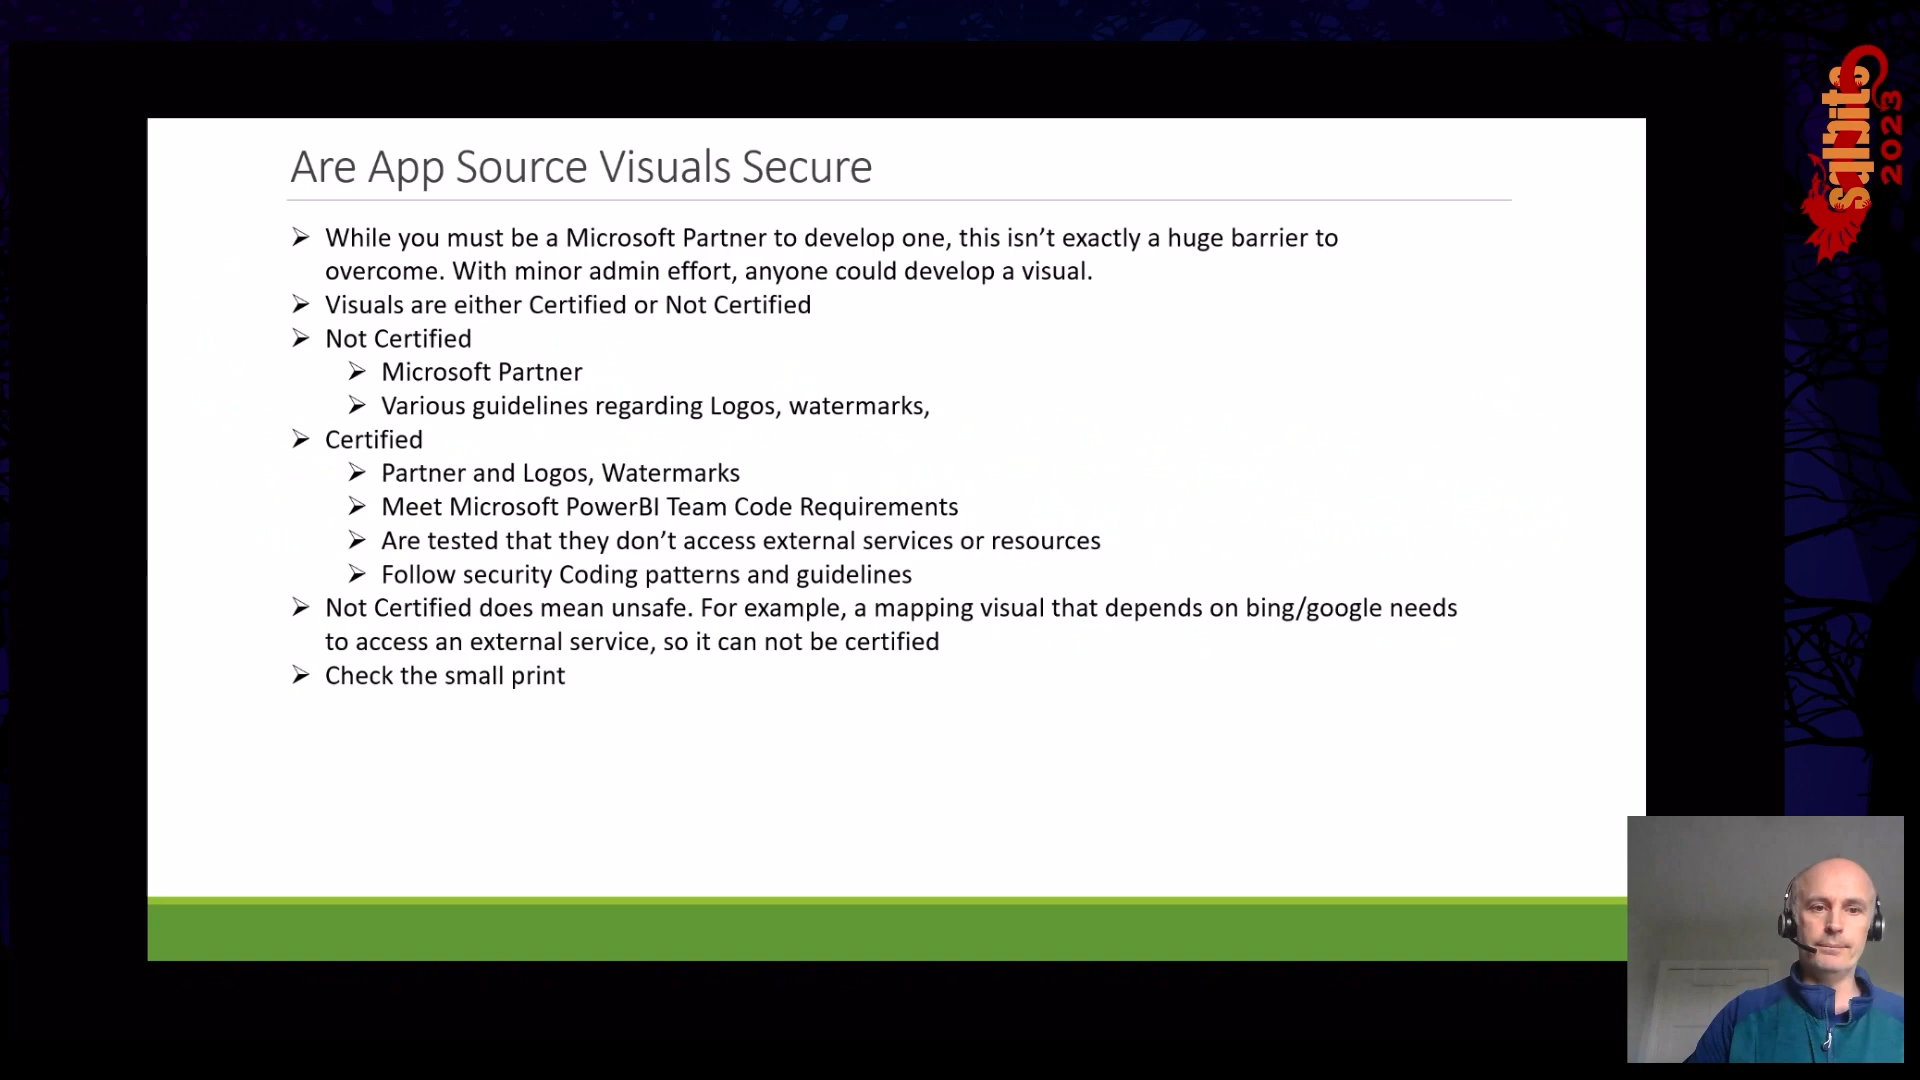 Are App Source Visuals Secure
While you must be a Microsoft Partner to develop one, this isn’t exactly a huge barrier to
overcome. With minor admin effort, anyone could develop a visual.
Visuals are either Certified or Not Certified
Not Certified
Microsoft Partner
Various guidelines regarding Logos, watermarks,
Certified
Partner and Logos, Watermarks
Meet Microsoft PowerBI Team Code Requirements
Are tested that they don’t access external services or resources
Follow security Coding patterns and guidelines
Not Certified does mean unsafe. For example, a mapping visual that depends on bing/google needs
to access an external service, so it can not be certified
Check the small print
sqlbits
2023